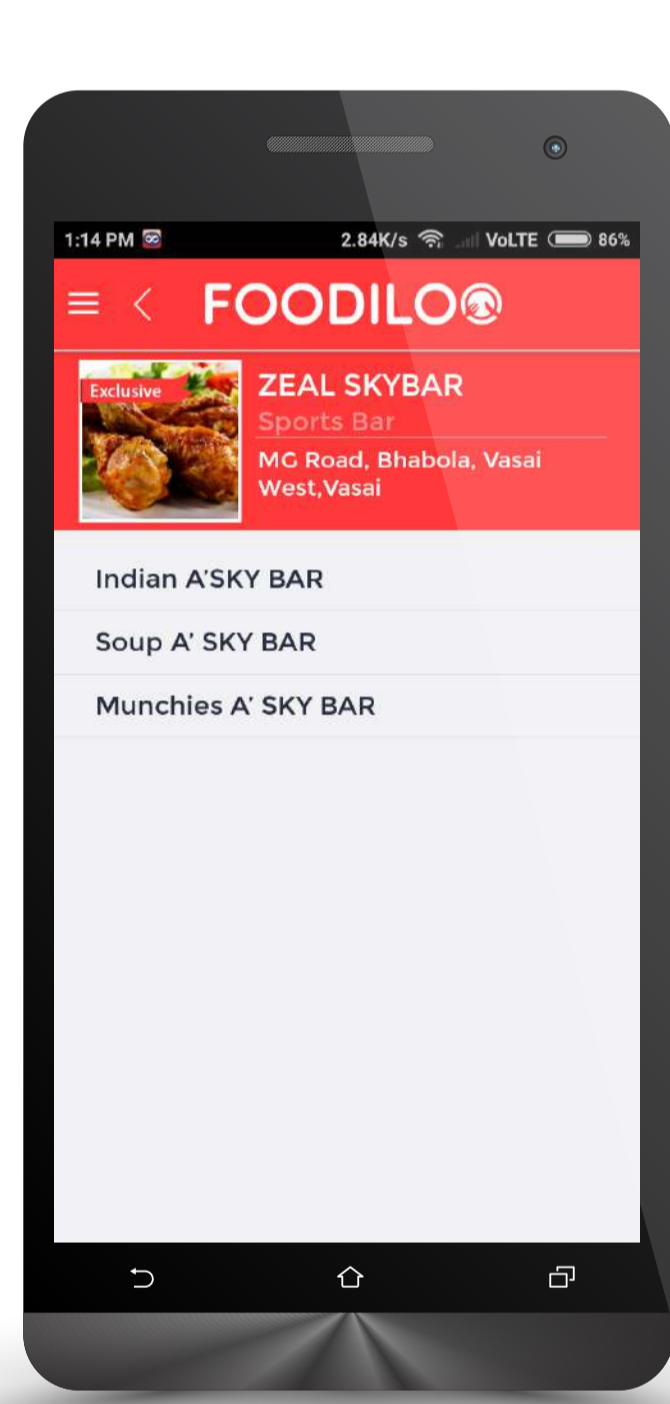 1:14 PM 2.84K/s VoLTE 86%
FOODILOO
Exclusive
ZEAL SKYBAR
Sports Bar
MG Road, Bhabola, Vasai
West,Vasai
Indian A'SKY BAR
Soup A' SKY BAR
Munchies A' SKY BAR